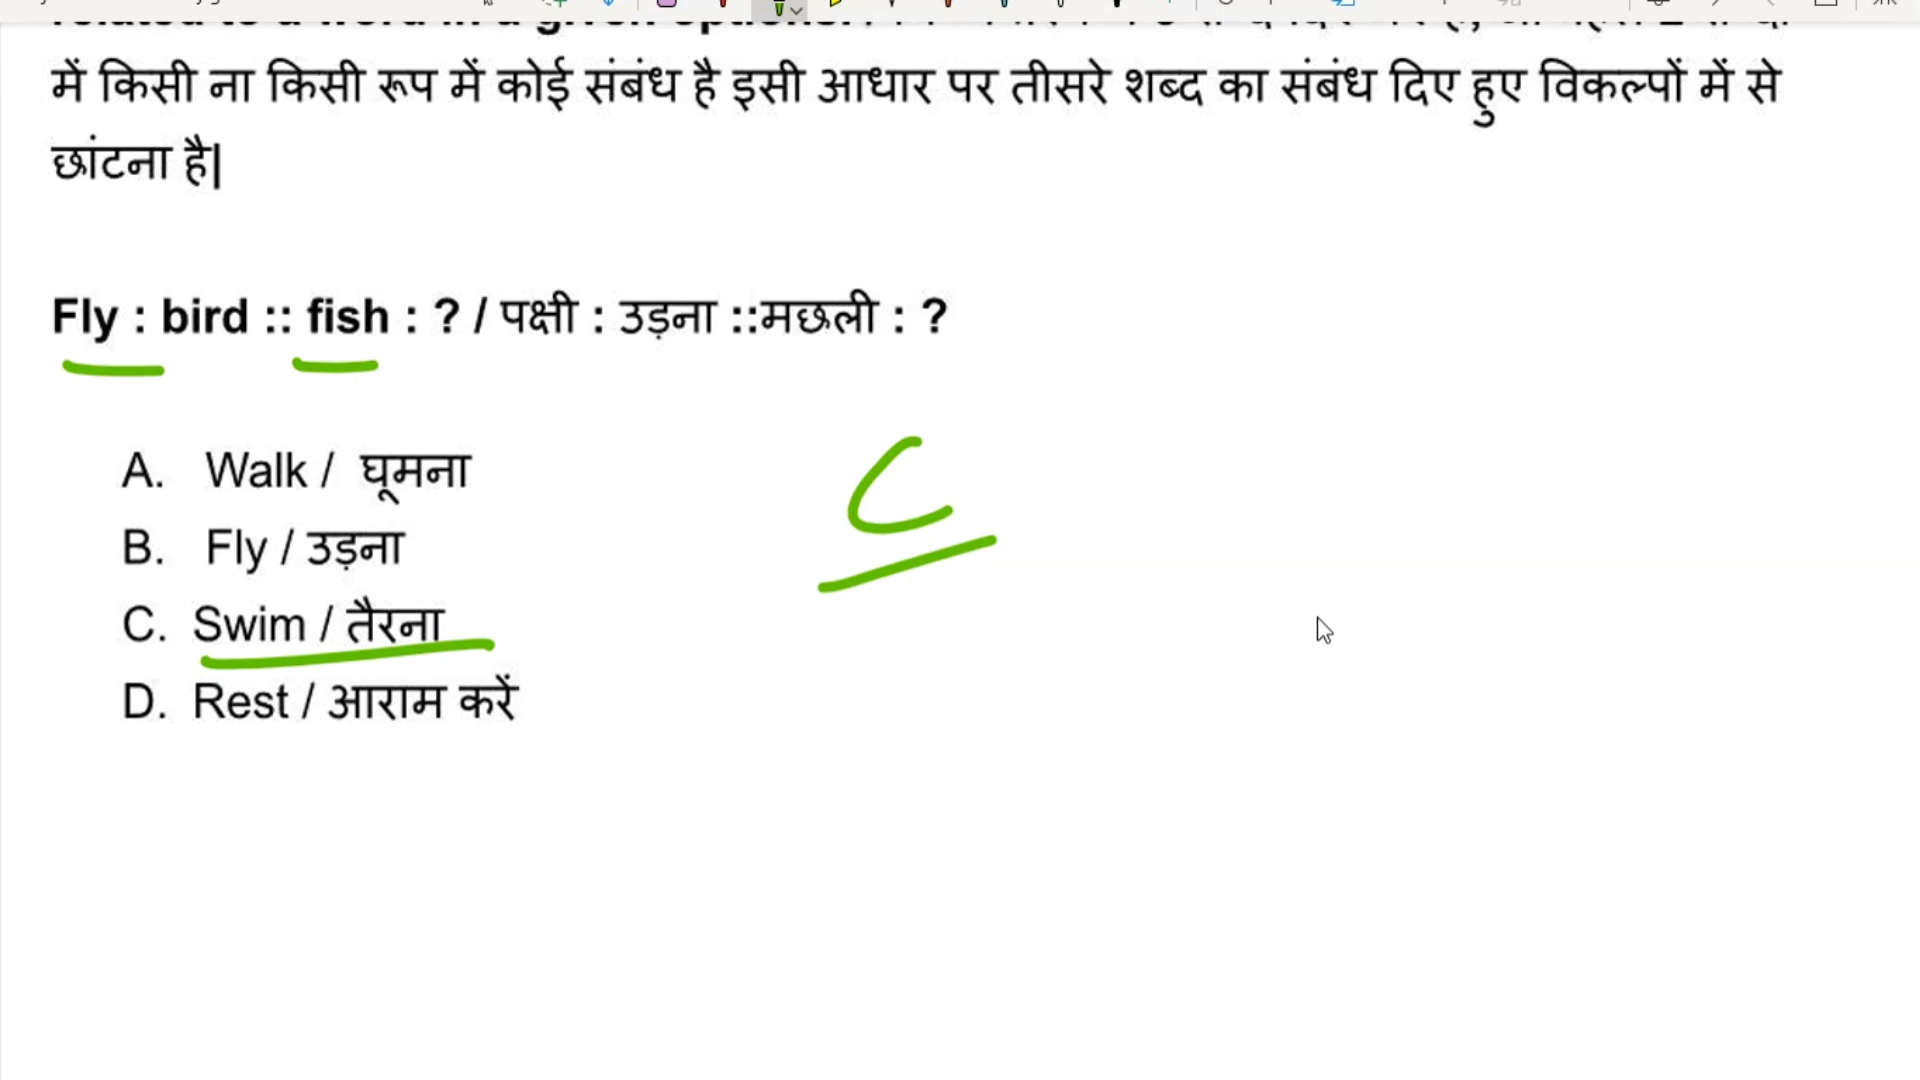 में किसी ना किसी रूप में कोई संबंध है इसी आधार पर तीसरे शब्द का संबंध दिए हुए विकल्पों में से
छांटना है|
Fly : bird :: fish : ? / पक्षी : उड़ना ::मछली : ?
A. Walk / घूमना
C
B. Fly / उड़ना
C. Swim / तैरना
D. Rest / आराम करें